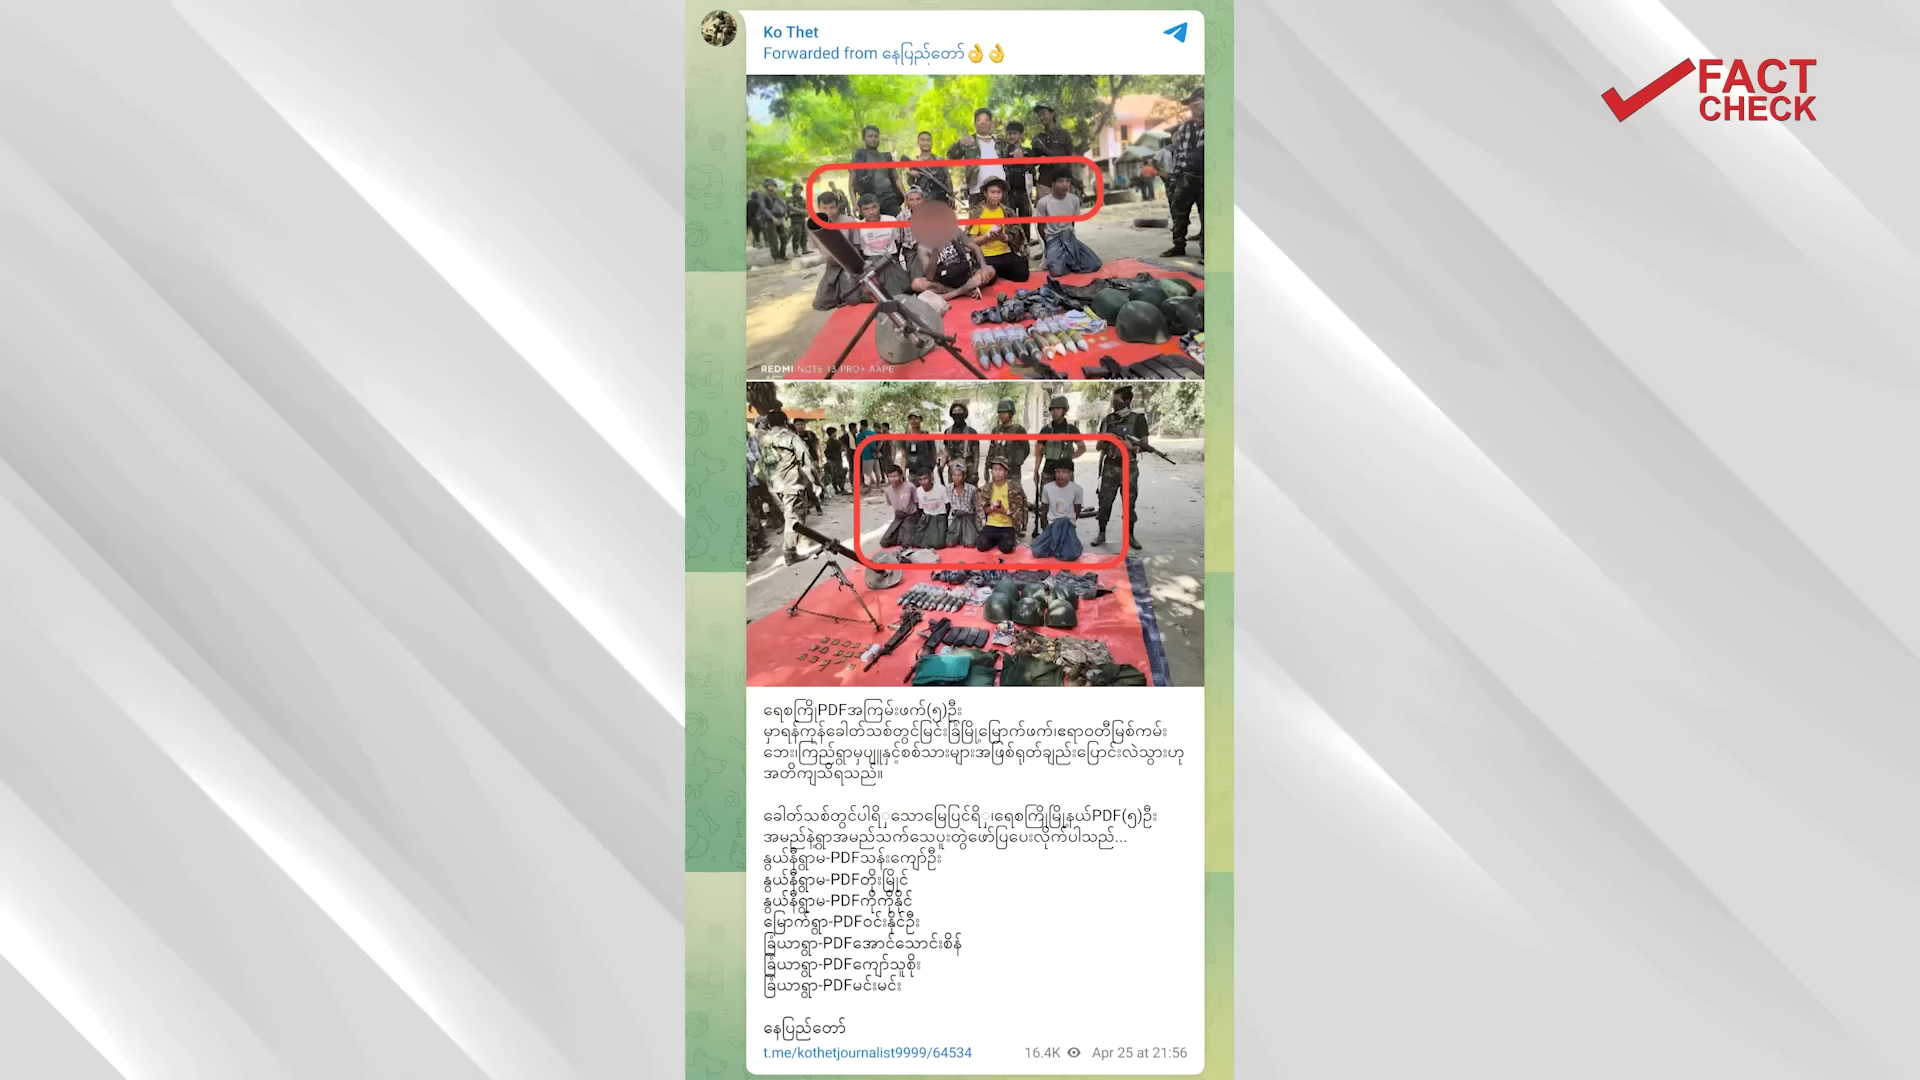 Ko Thet
Forwarded from နေပြည်တော်👌👌
FACT
CHECK
REDMI NOTE 13 PRO+ AAPE
ရေစကြိုPDFအကြမ်းဖက်(၅)ဦး
မှာရန်ကုန်ခေါတ်သစ်တွင်မြင်းခြံမြို့မြောက်ဖက်၊ဧရာဝတီမြစ်ကမ်း
ဘေး၊ကြည်ရွာမှပျူနှင့်စစ်သားများအဖြစ်ရုတ်ချည်းပြောင်းလဲသွားဟု
အတိကျသိရသည်။
ခေါတ်သစ်တွင်ပါရိှသောမြေပြင်ရိှ၊ရေစကြိုမြို့နယ်PDF(၅)ဦး
အမည်နဲ့ရွာအမည်သက်သေပူးတွဲဖော်ပြပေးလိုက်ပါသည်...
နွယ်နီရွာမ-PDFသန်းကျော်ဦး
နွယ်နီရွာမ-PDFတိုးမြိုင်
နွယ်နီရွာမ-PDFကိုကိုနိုင်
မြောက်ရွာ-PDFဝင်းနိုင်ဦး
ခြံယာရွာ-PDFအောင်သောင်းစိန်
ခြံယာရွာ-PDFကျော်သူစိုး
ခြံယာရွာ-PDFမင်းမင်း
နေပြည်တော်
t.me/kothetjournalist9999/64534
16.4K Apr 25 at 21:56